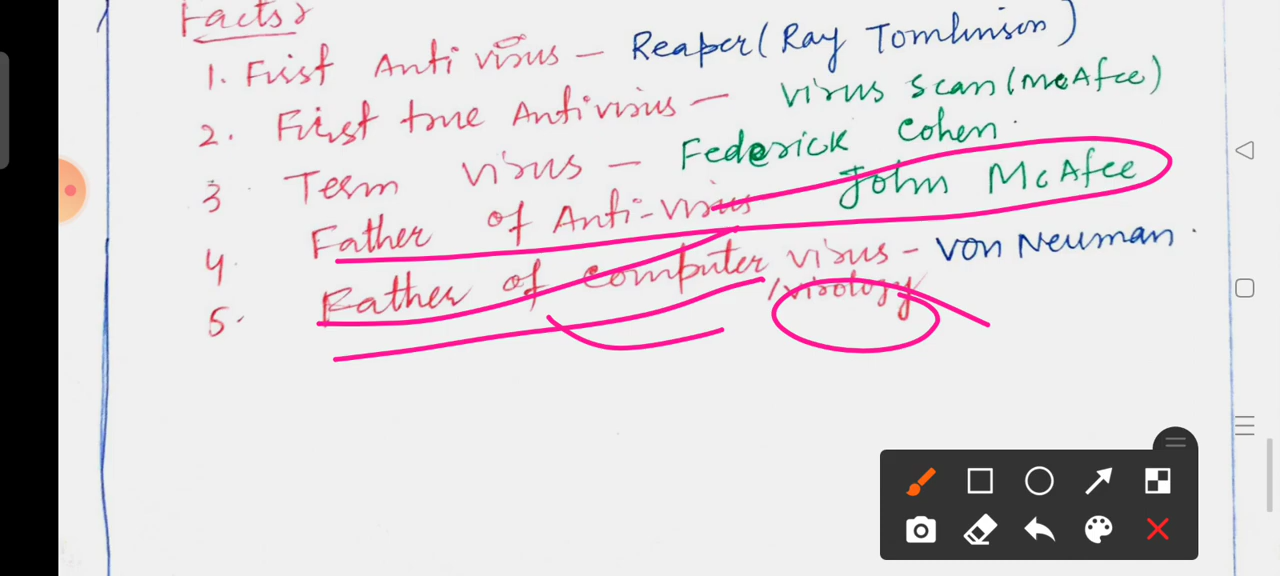 Facts
1. First Anti virus - Reaper (Ray Tomlinson)
2. First true Antivirus - Virus scan (McAfee)
3 Term virus - Federick Cohen.
4. Father of Anti-virus John McAfee
5. Father of Computer virus - Von Neuman.
/virology